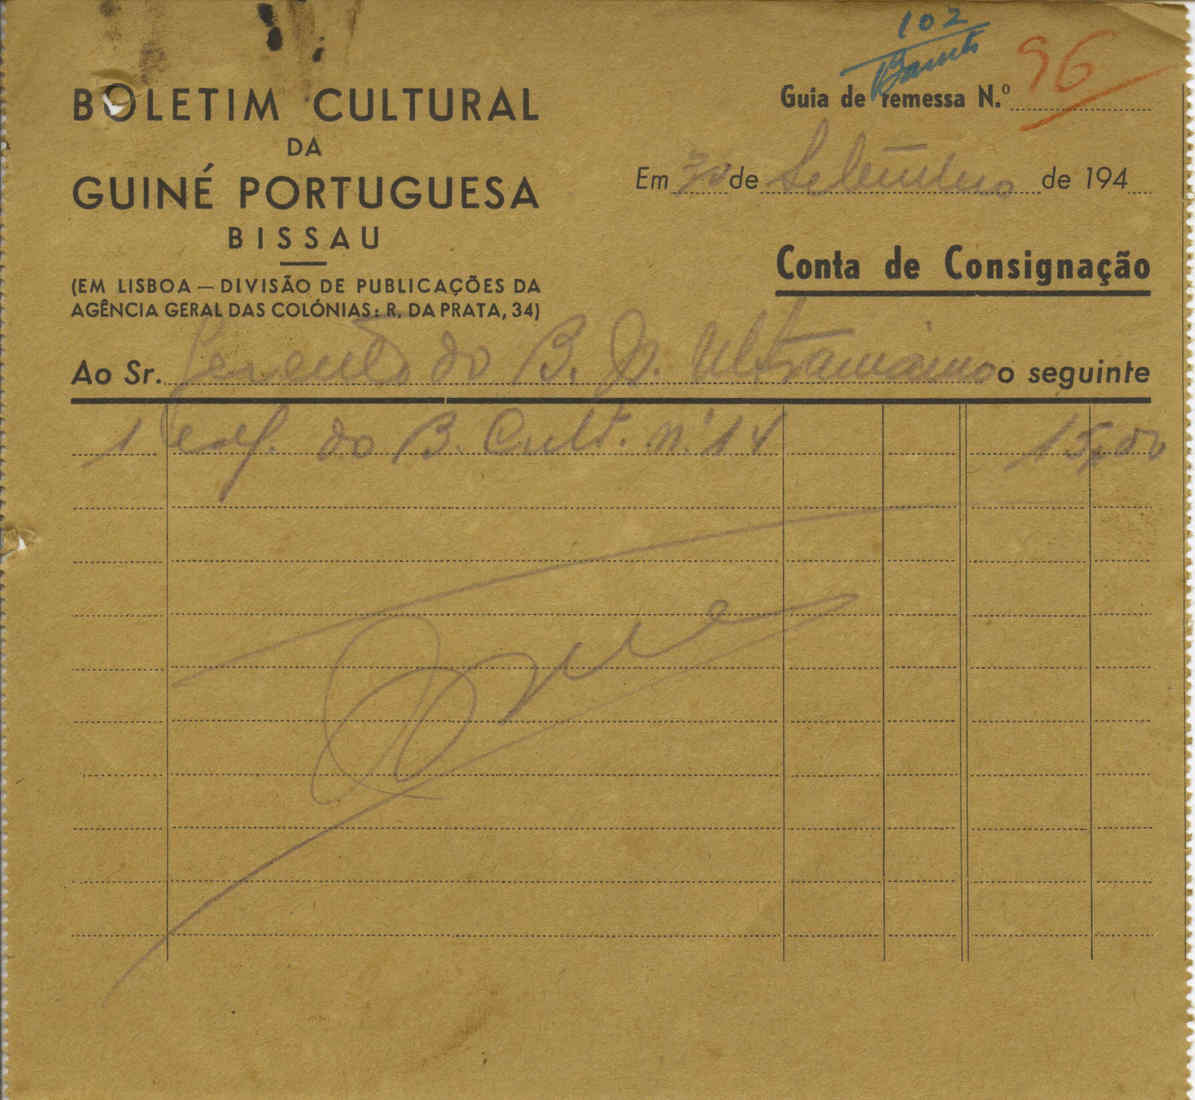 102
BOLETIM CULTURAL
DA
GUINÉ PORTUGUESA
BISSAU
(EM LISBOA — DIVISÃO DE PUBLICAÇÕES DA
AGÊNCIA GERAL DAS COLÓNIAS: R. DA PRATA, 34)
Guia de remessa N.º 96
Em 30 de Setembro de 194
Conta de Consignação
Ao Sr. Gerente do B. N. Ultramarino o seguinte
1 ex. do B. Cult. n.º 14 15,00